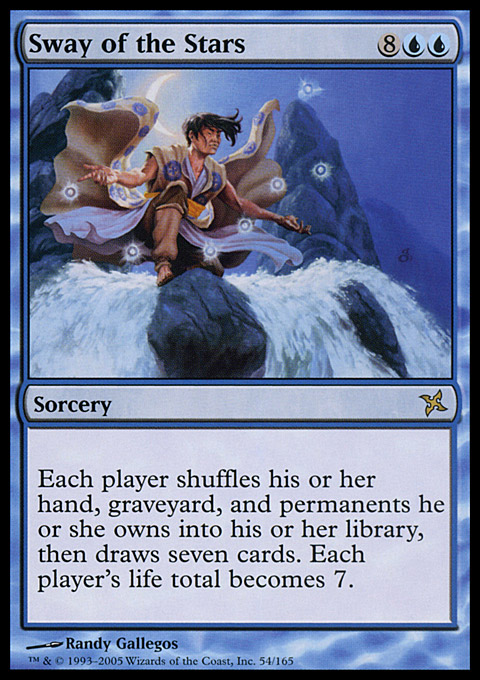 Sway of the Stars 8
Sorcery
Each player shuffles his or her
hand, graveyard, and permanents he
or she owns into his or her library,
then draws seven cards. Each
player's life total becomes 7.
Randy Gallegos
™ & © 1993–2005 Wizards of the Coast, Inc. 54/165